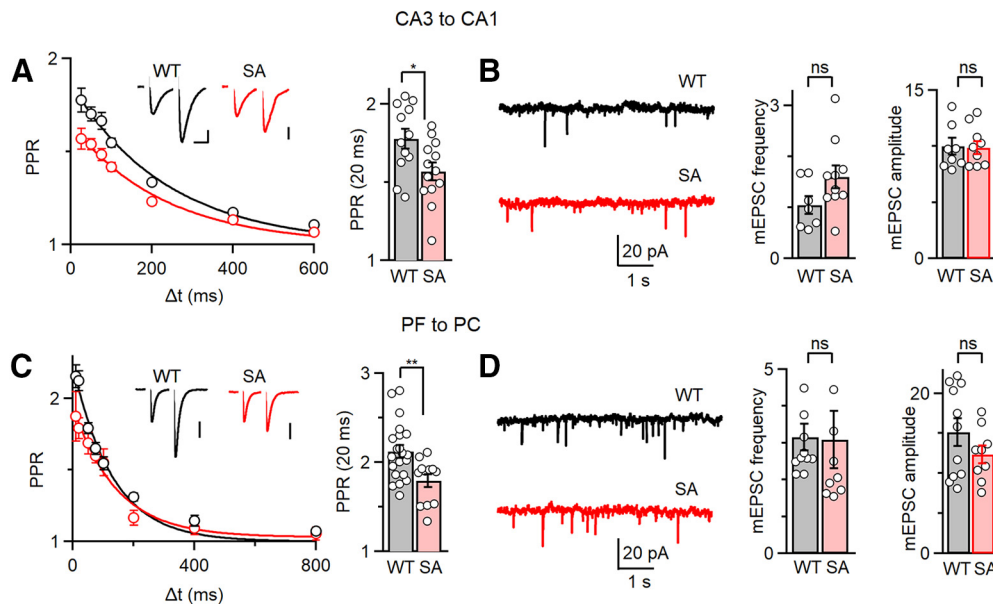 CA3 to CA1
A
2
1
PPR
WT
SA
0
200
400
600
Δt (ms)
PPR (20 ms)
2
1
*
WT SA
B
WT
SA
20 pA
1 s
mEPSC frequency
3
0
ns
WT SA
mEPSC amplitude
15
0
ns
WT SA
PF to PC
C
2
1
PPR
WT
SA
0
400
800
Δt (ms)
PPR (20 ms)
3
2
1
**
WT SA
D
WT
SA
20 pA
1 s
mEPSC frequency
5
0
ns
WT SA
mEPSC amplitude
20
0
ns
WT SA